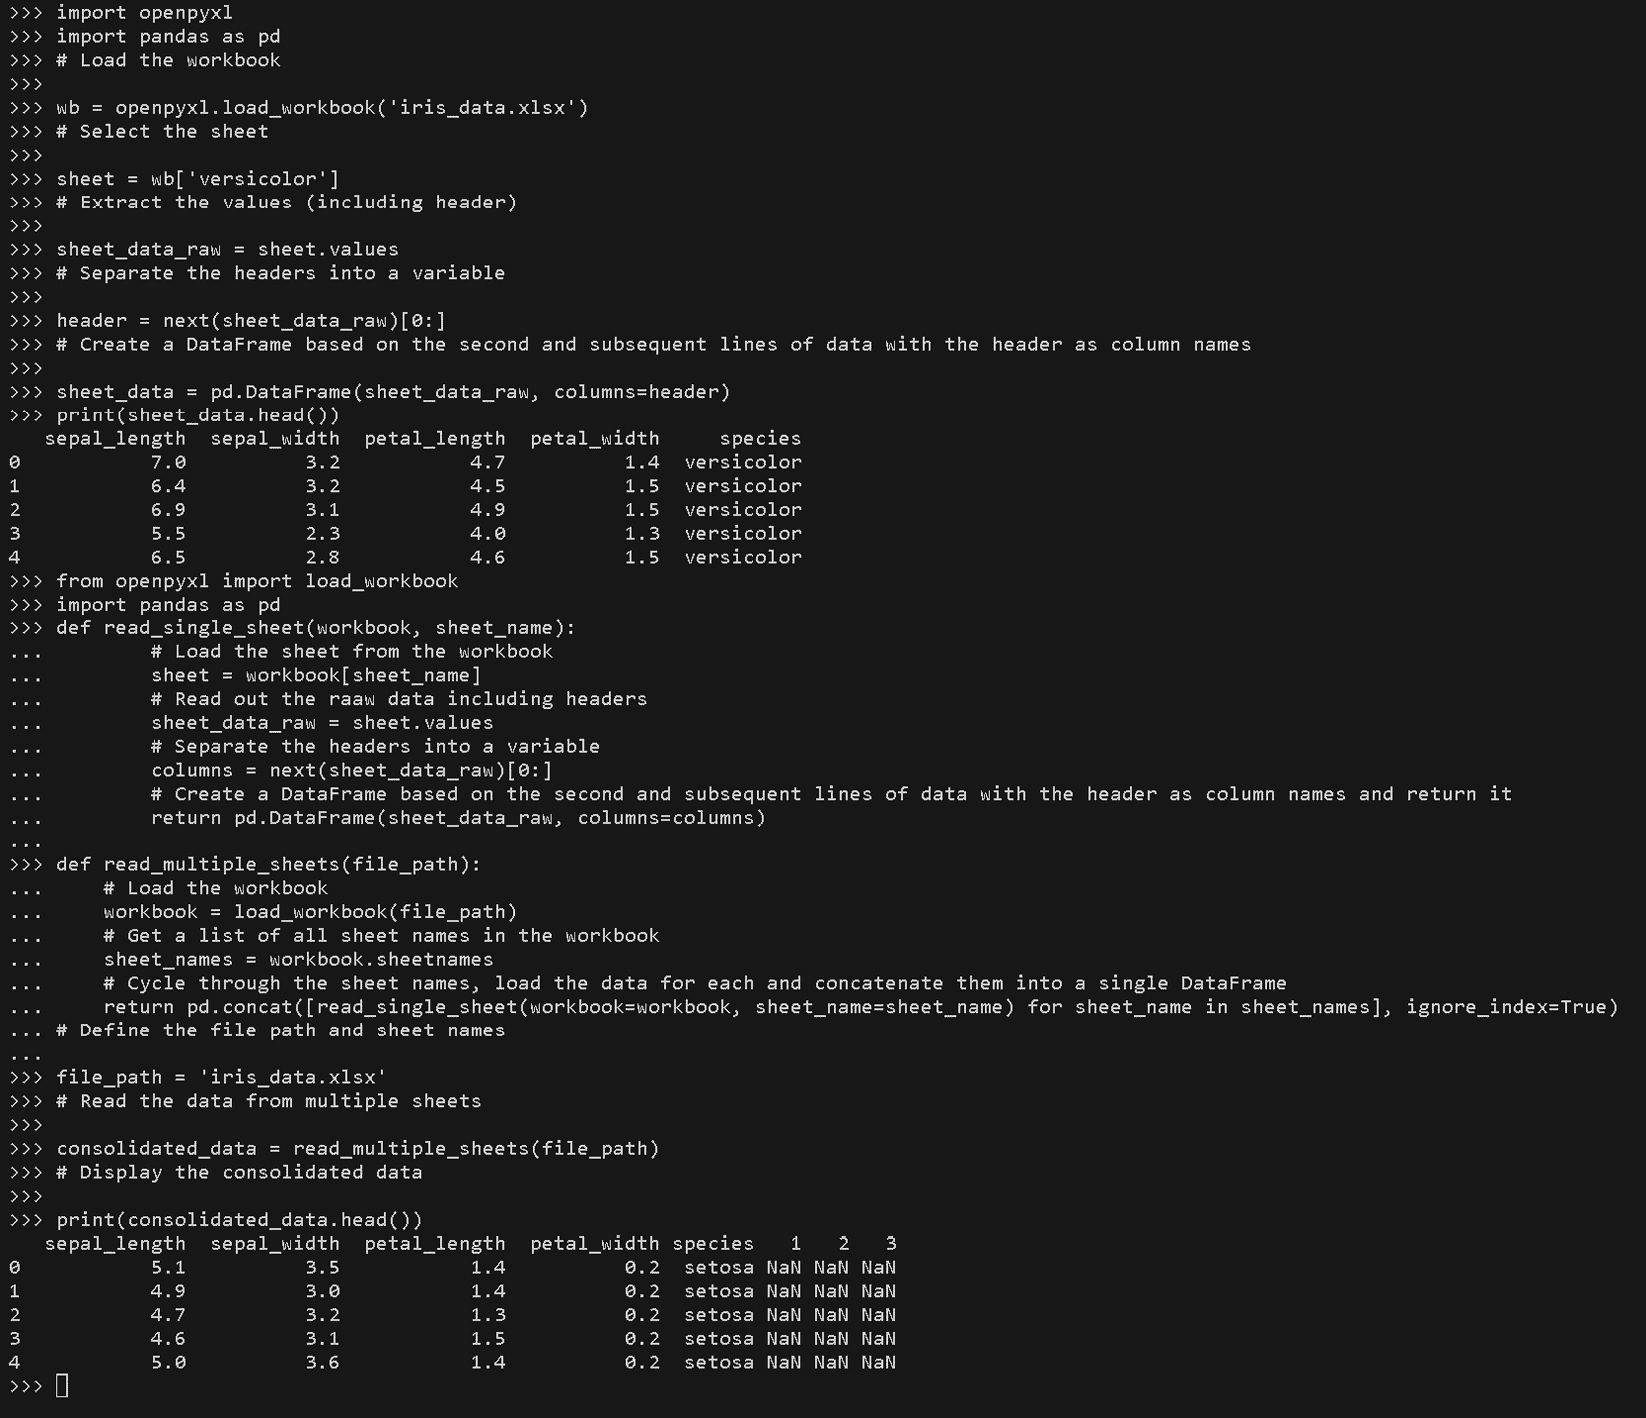 >>> import openpyxl
>>> import pandas as pd
>>> # Load the workbook
>>>
>>> wb = openpyxl.load_workbook('iris_data.xlsx')
>>> # Select the sheet
>>>
>>> sheet = wb['versicolor']
>>> # Extract the values (including header)
>>>
>>> sheet_data_raw = sheet.values
>>> # Separate the headers into a variable
>>>
>>> header = next(sheet_data_raw)[0:]
>>> # Create a DataFrame based on the second and subsequent lines of data with the header as column names
>>>
>>> sheet_data = pd.DataFrame(sheet_data_raw, columns=header)
>>> print(sheet_data.head())
   sepal_length  sepal_width  petal_length  petal_width     species
0           7.0          3.2           4.7          1.4  versicolor
1           6.4          3.2           4.5          1.5  versicolor
2           6.9          3.1           4.9          1.5  versicolor
3           5.5          2.3           4.0          1.3  versicolor
4           6.5          2.8           4.6          1.5  versicolor
>>> from openpyxl import load_workbook
>>> import pandas as pd
>>> def read_single_sheet(workbook, sheet_name):
...         # Load the sheet from the workbook
...         sheet = workbook[sheet_name]
...         # Read out the raaw data including headers
...         sheet_data_raw = sheet.values
...         # Separate the headers into a variable
...         columns = next(sheet_data_raw)[0:]
...         # Create a DataFrame based on the second and subsequent lines of data with the header as column names and return it
...         return pd.DataFrame(sheet_data_raw, columns=columns)
...
>>> def read_multiple_sheets(file_path):
...     # Load the workbook
...     workbook = load_workbook(file_path)
...     # Get a list of all sheet names in the workbook
...     sheet_names = workbook.sheetnames
...     # Cycle through the sheet names, load the data for each and concatenate them into a single DataFrame
...     return pd.concat([read_single_sheet(workbook=workbook, sheet_name=sheet_name) for sheet_name in sheet_names], ignore_index=True)
... # Define the file path and sheet names
...
>>> file_path = 'iris_data.xlsx'
>>> # Read the data from multiple sheets
>>>
>>> consolidated_data = read_multiple_sheets(file_path)
>>> # Display the consolidated data
>>>
>>> print(consolidated_data.head())
   sepal_length  sepal_width  petal_length  petal_width species   1   2   3
0           5.1          3.5           1.4          0.2  setosa NaN NaN NaN
1           4.9          3.0           1.4          0.2  setosa NaN NaN NaN
2           4.7          3.2           1.3          0.2  setosa NaN NaN NaN
3           4.6          3.1           1.5          0.2  setosa NaN NaN NaN
4           5.0          3.6           1.4          0.2  setosa NaN NaN NaN
>>>